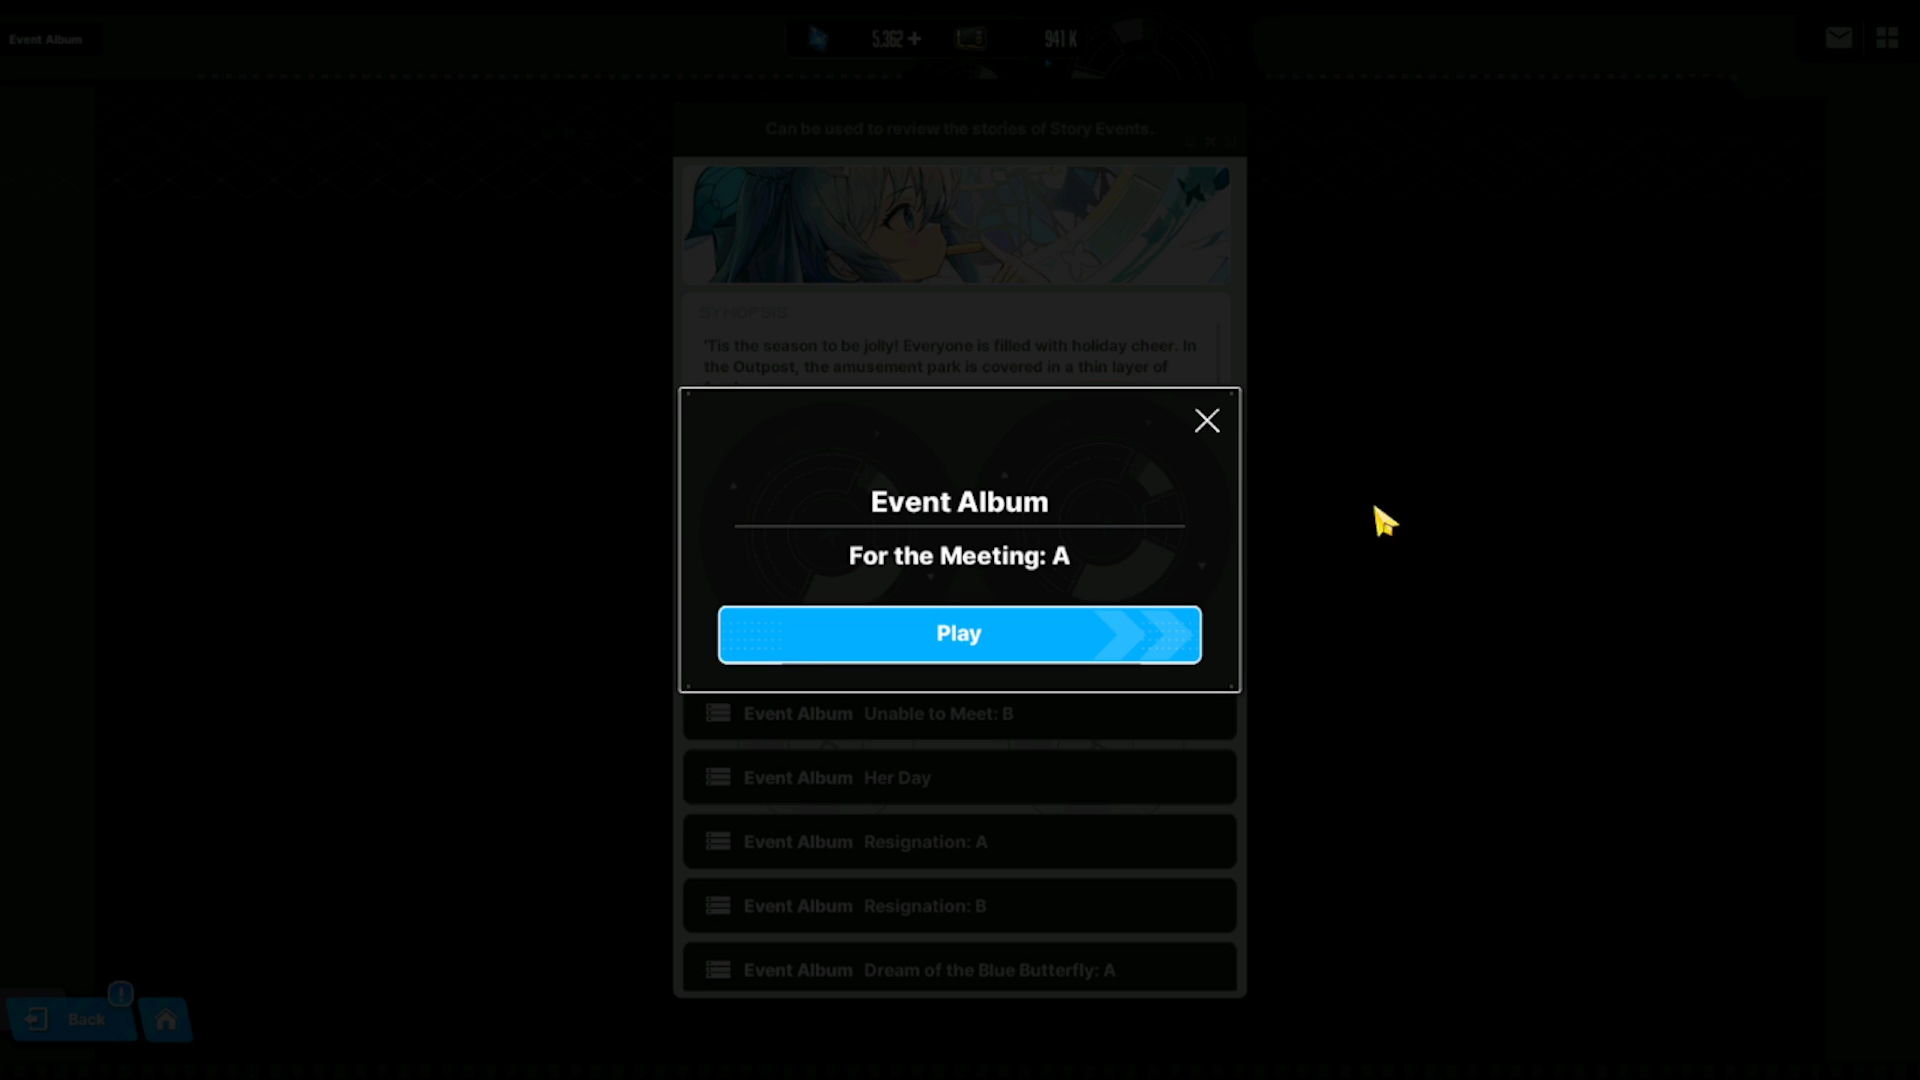 Event Album
5,362 +
941 K
Can be used to review the stories of Story Events.
SYNOPSIS
'Tis the season to be jolly! Everyone is filled with holiday cheer. In
the Outpost, the amusement park is covered in a thin layer of
Event Album
For the Meeting: A
Play
Event Album Unable to Meet: B
Event Album Her Day
Event Album Resignation: A
Event Album Resignation: B
Event Album Dream of the Blue Butterfly: A
Back